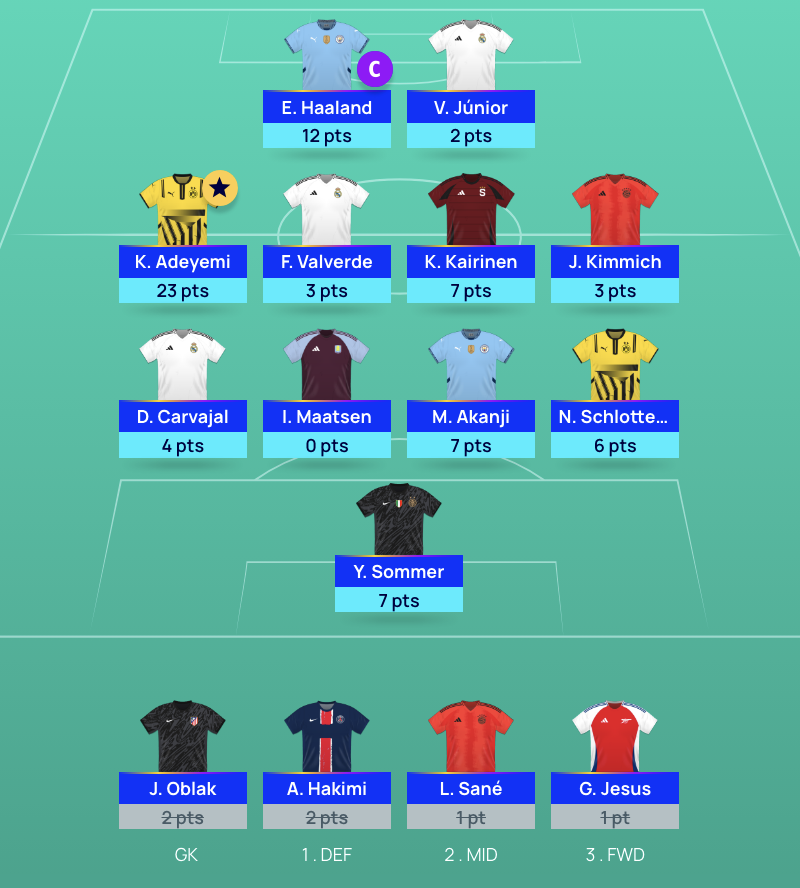 C
E. Haaland
V. Júnior
12 pts
2 pts
K. Adeyemi
F. Valverde
K. Kairinen
J. Kimmich
23 pts
3 pts
7 pts
3 pts
D. Carvajal
I. Maatsen
M. Akanji
N. Schlotte...
4 pts
0 pts
7 pts
6 pts
Y. Sommer
7 pts
J. Oblak
A. Hakimi
L. Sané
G. Jesus
2 pts
2 pts
1 pt
1 pt
GK
1 . DEF
2 . MID
3 . FWD